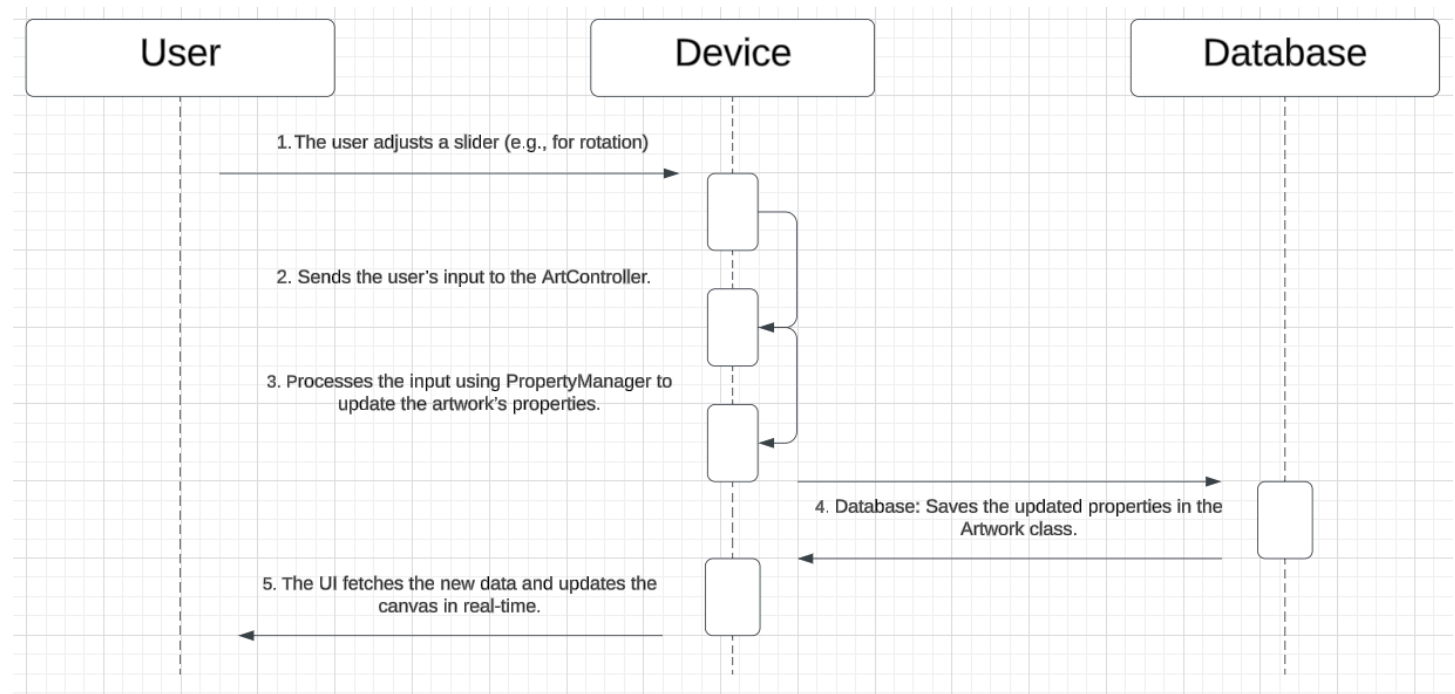 User
Device
Database
1. The user adjusts a slider (e.g., for rotation)
2. Sends the user's input to the ArtController.
3. Processes the input using PropertyManager to
update the artwork's properties.
4. Database: Saves the updated properties in the
Artwork class.
5. The UI fetches the new data and updates the
canvas in real-time.